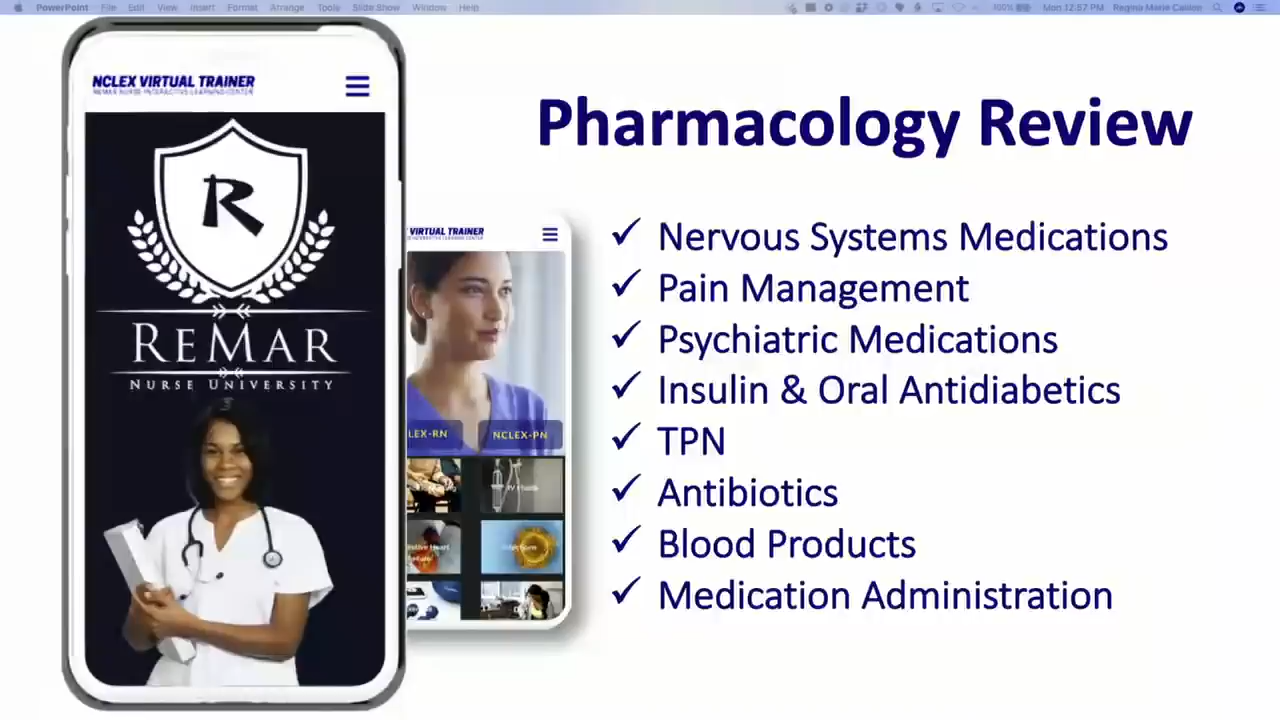 PowerPoint File Edit View Insert Format Arrange Tools Slide Show Window Help 100% Mon 12:57 PM Regina Marie Callion
NCLEX VIRTUAL TRAINER
REMAR NURSE INTERACTIVE LEARNING CENTER
R
REMAR
NURSE UNIVERSITY
VIRTUAL TRAINER
LEX-RN NCLEX-PN
Pharmacology Review
✓ Nervous Systems Medications
✓ Pain Management
✓ Psychiatric Medications
✓ Insulin & Oral Antidiabetics
✓ TPN
✓ Antibiotics
✓ Blood Products
✓ Medication Administration